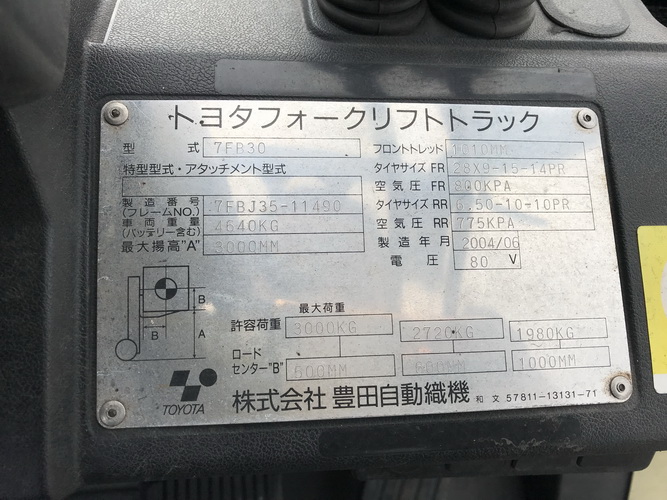 トヨタフォークリフトトラック
型 式 7FB30
特型型式・アタッチメント型式
製造番号 (フレームNO.) 7FBJ35-11490
車両重量 (バッテリー含む) 4640KG
最大揚高"A" 3000MM
フロントトレッド 1010MM
タイヤサイズ FR 28X9-15-14PR
空気圧 FR 800KPA
タイヤサイズ RR 6.50-10-10PR
空気圧 RR 775KPA
製造年月 2004/06
電圧 80 V
B
B
A
最大荷重
許容荷重 3000KG 2720KG 1980KG
ロード
センター"B" 600MM 1000MM
TOYOTA
株式会社 豊田自動織機 和文 57811-13131-71